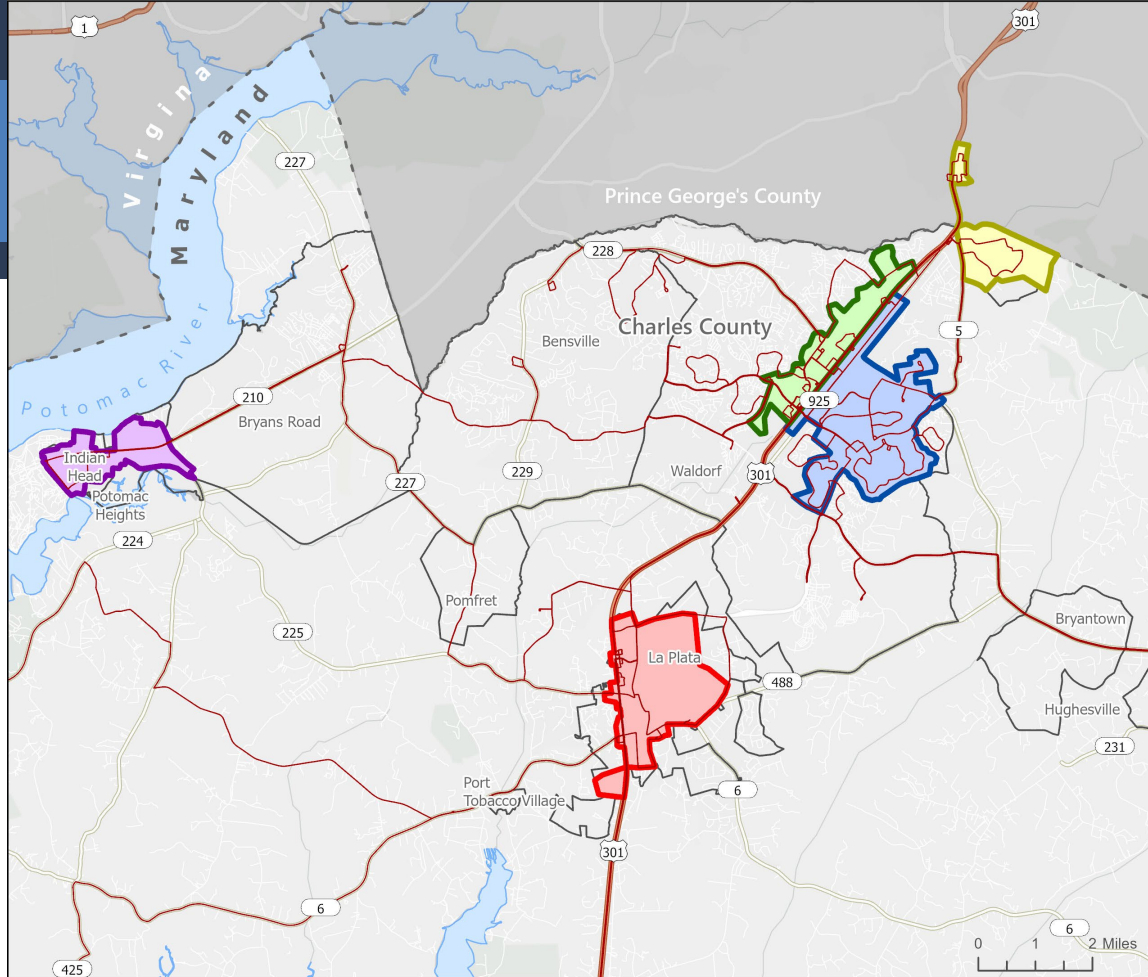 1
301
Virgina
Maryland
227
Prince George's County
228
Charles County
5
Bensville
Potomac River
210
925
Bryans Road
Indian
Head
Waldorf
229
301
227
Potomac
Heights
224
Pomfret
225
Bryantown
La Plata
488
Hughesville
231
Port
Tobacco Village
6
301
6
6
425
0 1 2 Miles